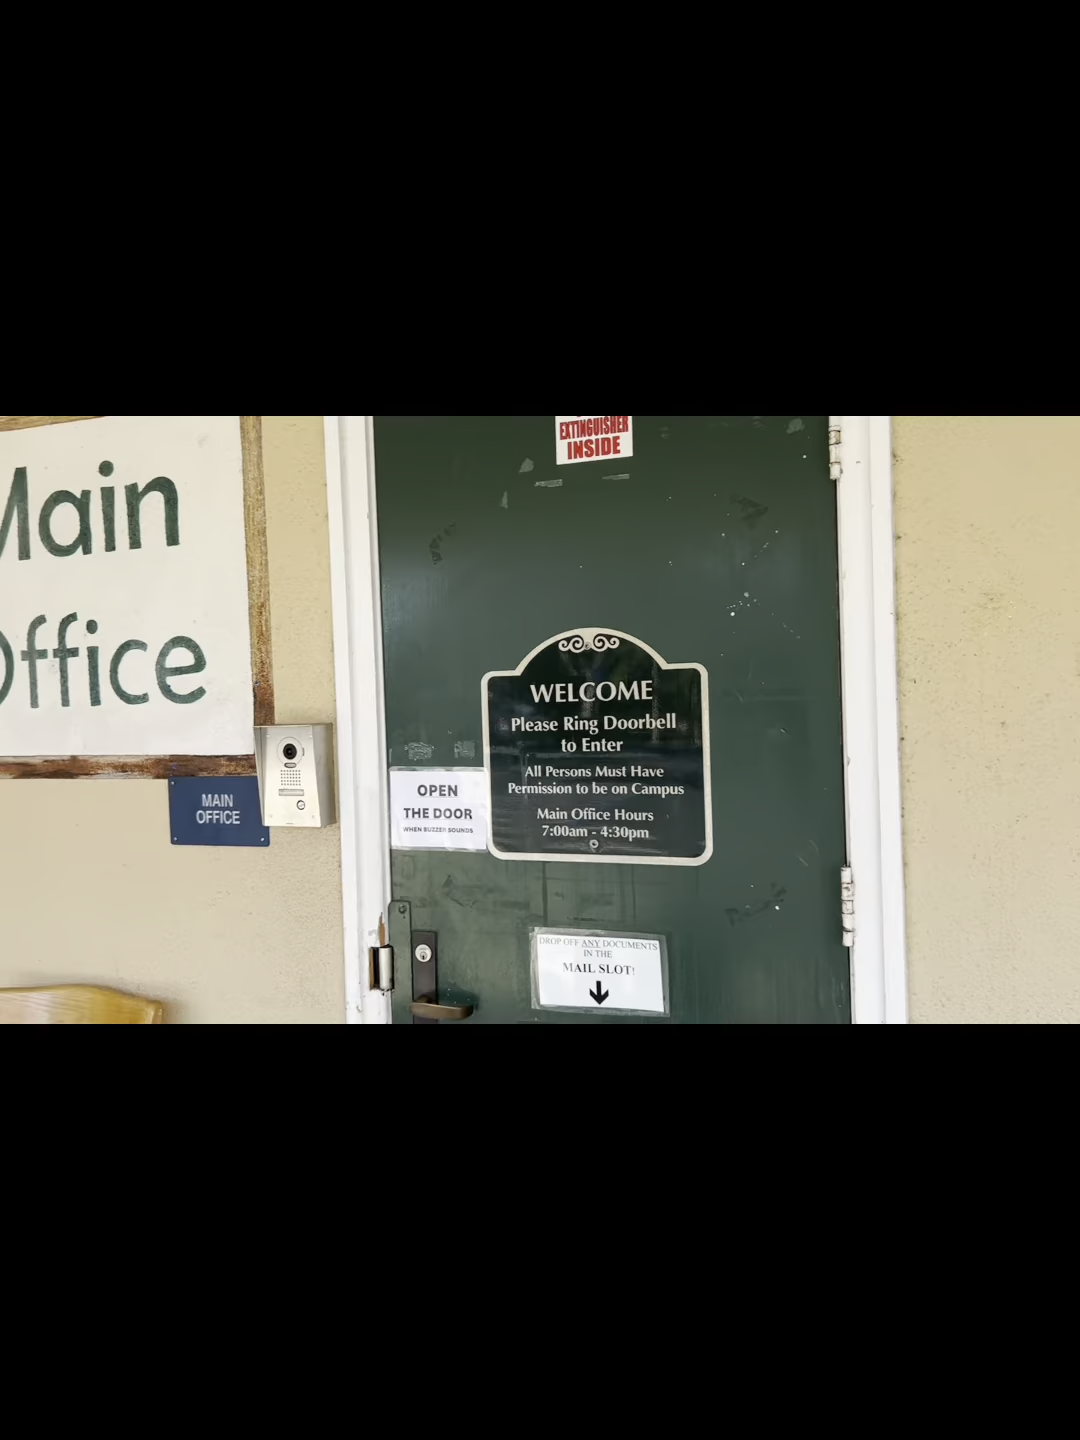 Main
Office
MAIN
OFFICE
EXTINGUISHER
INSIDE
WELCOME
Please Ring Doorbell
to Enter
All Persons Must Have
Permission to be on Campus
Main Office Hours
7:00am - 4:30pm
OPEN
THE DOOR
WHEN BUZZER SOUNDS
DROP OFF ANY DOCUMENTS
IN THE
MAIL SLOT!